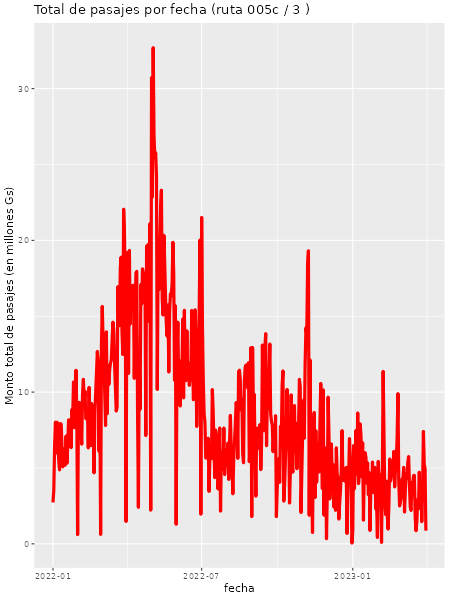 Total de pasajes por fecha (ruta 005c / 3 )
Monto total de pasajes (en millones Gs)
30
20
10
0
2022-01
2022-07
2023-01
fecha